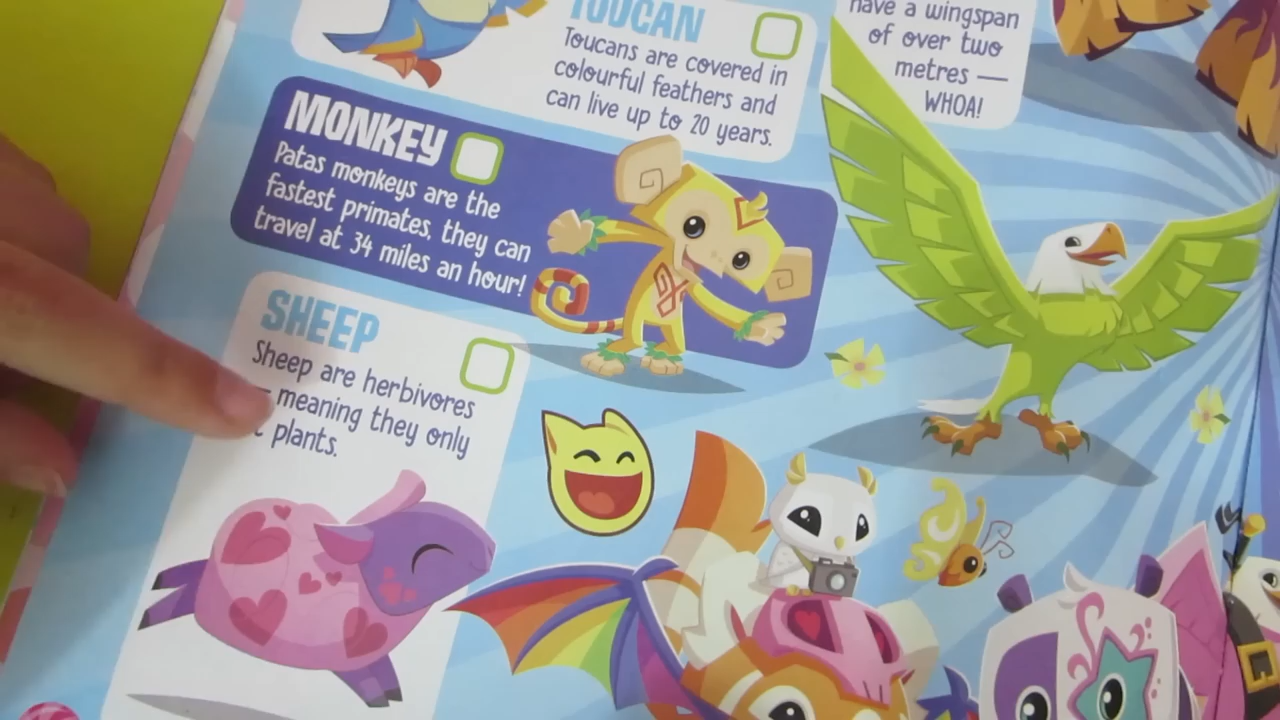 TOUCAN
Toucans are covered in
colourful feathers and
can live up to 20 years.
have a wingspan
of over two
metres —
WHOA!
MONKEY
Patas monkeys are the
fastest primates, they can
travel at 34 miles an hour!
SHEEP
Sheep are herbivores
– meaning they only
plants.